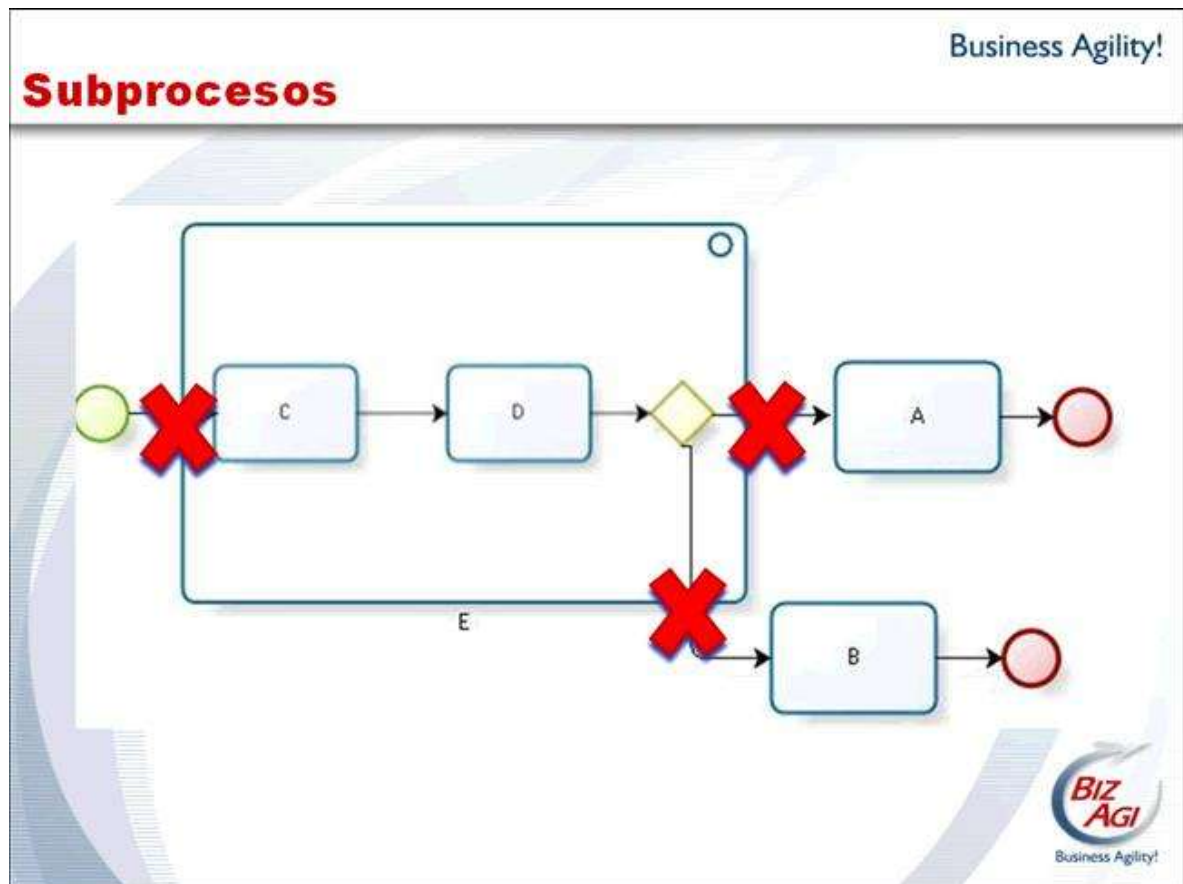 Business Agility!
Subprocesos
C
D
A
E
B
BIZ
AGI
Business Agility!